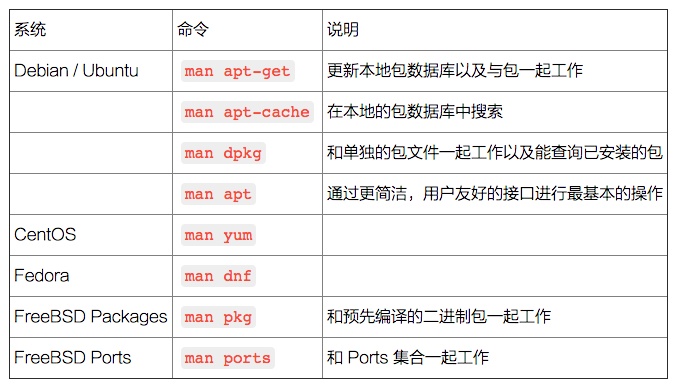 系统 命令 说明
Debian / Ubuntu man apt-get 更新本地包数据库以及与包一起工作
man apt-cache 在本地的包数据库中搜索
man dpkg 和单独的包文件一起工作以及能查询已安装的包
man apt 通过更简洁，用户友好的接口进行最基本的操作
CentOS man yum
Fedora man dnf
FreeBSD Packages man pkg 和预先编译的二进制包一起工作
FreeBSD Ports man ports 和 Ports 集合一起工作